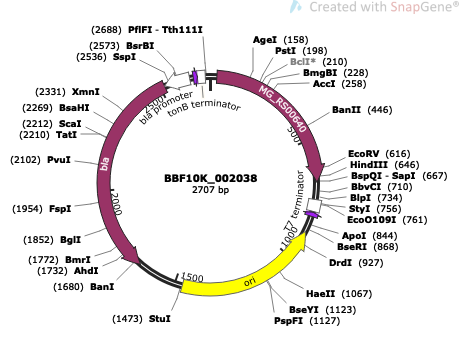 Created with SnapGene®
(2688) PflFI - Tth111I
(2573) BsrBI
(2536) SspI
(2331) XmnI
(2269) BsaHI
(2212) ScaI
(2210) TatI
(2102) PvuI
(1954) FspI
(1852) BglI
(1772) BmrI
(1732) AhdI
(1680) BanI
(1473) StuI
AgeI (158)
PstI (198)
BclI* (210)
BmgBI (228)
AccI (258)
BanII (446)
EcoRV (616)
HindIII (646)
BspQI - SapI (667)
BbvCI (710)
BlpI (734)
StyI (756)
EcoO109I (761)
ApoI (844)
BseRI (868)
DrdI (927)
HaeII (1067)
BseYI (1123)
PspFI (1127)
MG_RS00640
bla promoter
tonB terminator
T7 terminator
bla
ori
500
1000
1500
2000
2500
BBF10K_002038
2707 bp